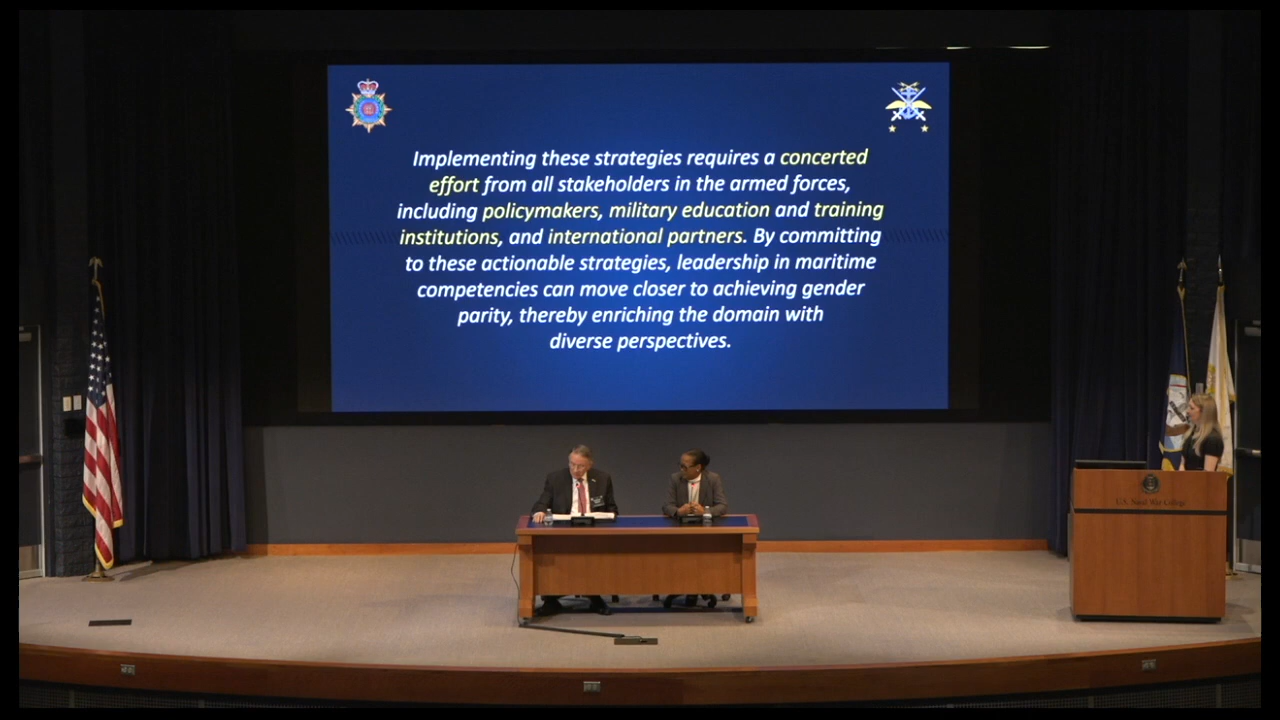 Implementing these strategies requires a concerted
effort from all stakeholders in the armed forces,
including policymakers, military education and training
institutions, and international partners. By committing
to these actionable strategies, leadership in maritime
competencies can move closer to achieving gender
parity, thereby enriching the domain with
diverse perspectives.
U.S. Naval War College